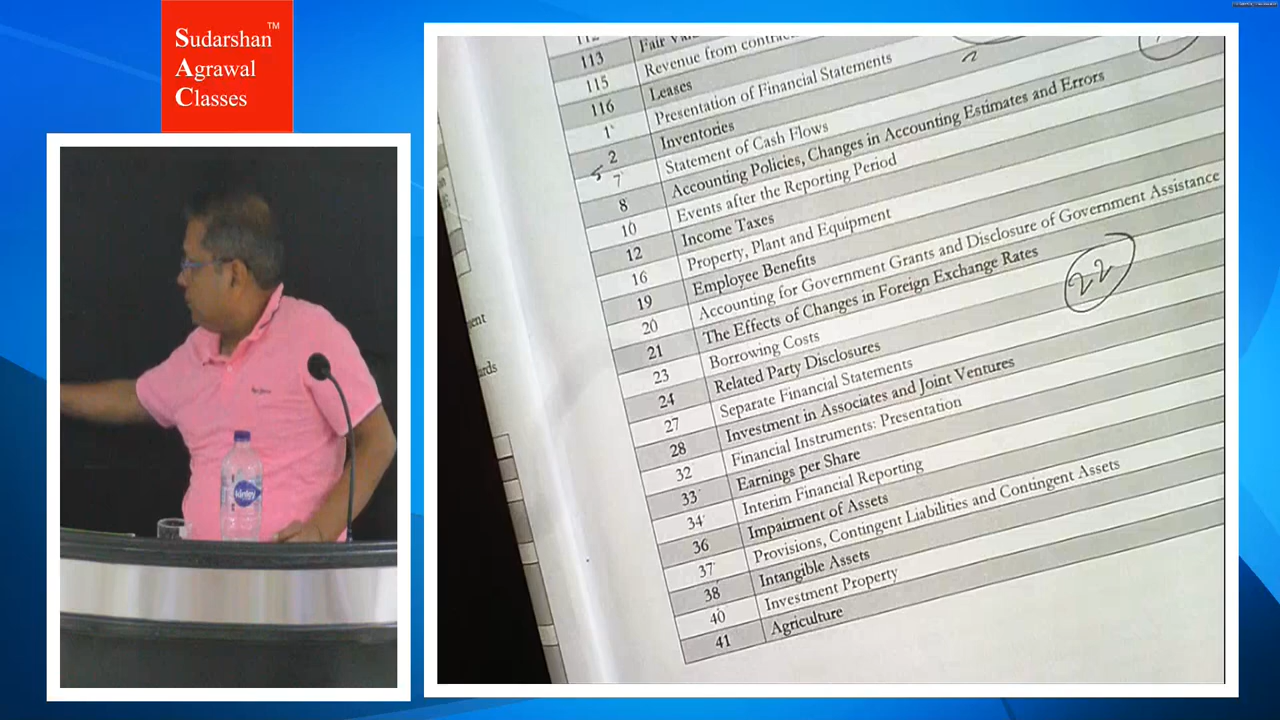 Sudarshan™
Agrawal
Classes
113 Fair
115 Revenue from
116 Leases
1 Presentation of Financial Statements
2 Inventories
7 Statement of Cash Flows
8 Accounting Policies, Changes in Accounting Estimates and Errors
10 Events after the Reporting Period
12 Income Taxes
16 Property, Plant and Equipment
19 Employee Benefits
20 Accounting for Government Grants and Disclosure of Government Assistance
21 The Effects of Changes in Foreign Exchange Rates
22
23 Borrowing Costs
24 Related Party Disclosures
27 Separate Financial Statements
28 Investment in Associates and Joint Ventures
32 Financial Instruments: Presentation
33 Earnings per Share
34 Interim Financial Reporting
36 Impairment of Assets
37 Provisions, Contingent Liabilities and Contingent Assets
38 Intangible Assets
40 Investment Property
41 Agriculture
kinley